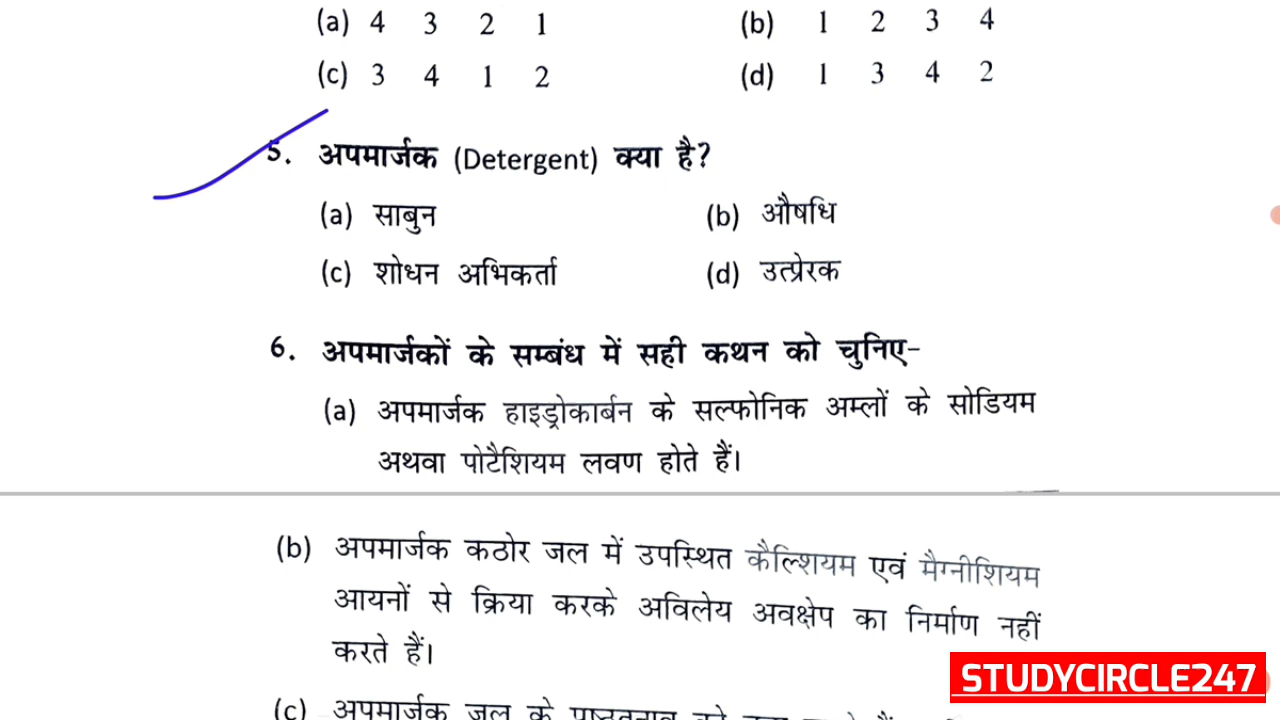 (a) 4 3 2 1 (b) 1 2 3 4
(c) 3 4 1 2 (d) 1 3 4 2
5. अपमार्जक (Detergent) क्या है?
(a) साबुन (b) औषधि
(c) शोधन अभिकर्ता (d) उत्प्रेरक
6. अपमार्जकों के सम्बंध में सही कथन को चुनिए-
(a) अपमार्जक हाइड्रोकार्बन के सल्फोनिक अम्लों के सोडियम
अथवा पोटैशियम लवण होते हैं।
(b) अपमार्जक कठोर जल में उपस्थित कैल्शियम एवं मैग्नीशियम
आयनों से क्रिया करके अविलेय अवक्षेप का निर्माण नहीं
करते हैं।
(c) अपमार्जक जल के
STUDYCIRCLE247